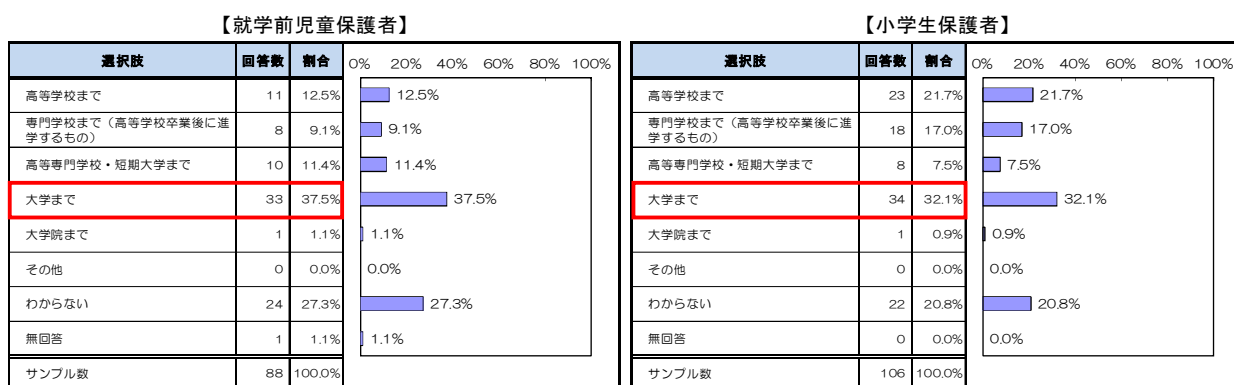 【就学前児童保護者】
選択肢 回答数 割合 0% 20% 40% 60% 80% 100%
高等学校まで 11 12.5% 12.5%
専門学校まで（高等学校卒業後に進
学するもの） 8 9.1% 9.1%
高等専門学校・短期大学まで 10 11.4% 11.4%
大学まで 33 37.5% 37.5%
大学院まで 1 1.1% 1.1%
その他 0 0.0% 0.0%
わからない 24 27.3% 27.3%
無回答 1 1.1% 1.1%
サンプル数 88 100.0%
【小学生保護者】
選択肢 回答数 割合 0% 20% 40% 60% 80% 100%
高等学校まで 23 21.7% 21.7%
専門学校まで（高等学校卒業後に進
学するもの） 18 17.0% 17.0%
高等専門学校・短期大学まで 8 7.5% 7.5%
大学まで 34 32.1% 32.1%
大学院まで 1 0.9% 0.9%
その他 0 0.0% 0.0%
わからない 22 20.8% 20.8%
無回答 0 0.0% 0.0%
サンプル数 106 100.0%